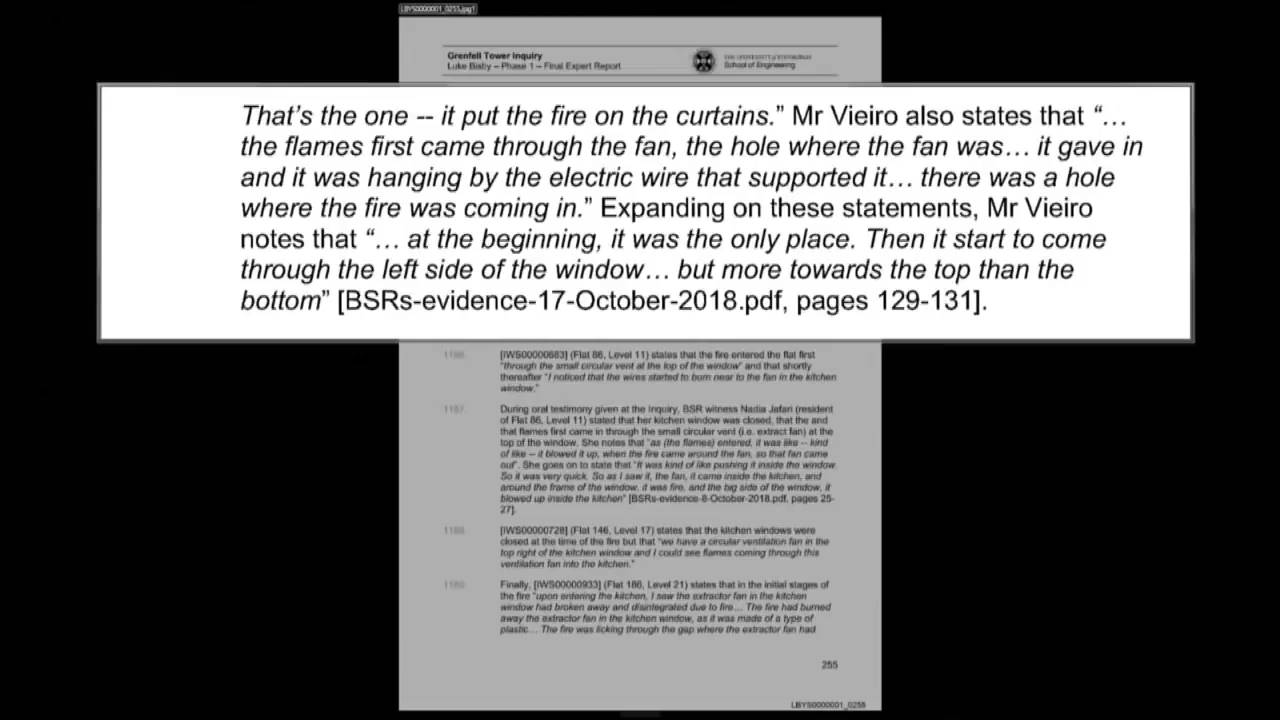 LBYS0000001_0255.jpg1
Grenfell Tower Inquiry
Luke Bisby – Phase 1 – Final Expert Report
School of Engineering
That's the one -- it put the fire on the curtains.” Mr Vieiro also states that “…
the flames first came through the fan, the hole where the fan was… it gave in
and it was hanging by the electric wire that supported it… there was a hole
where the fire was coming in.” Expanding on these statements, Mr Vieiro
notes that “… at the beginning, it was the only place. Then it start to come
through the left side of the window… but more towards the top than the
bottom” [BSRs-evidence-17-October-2018.pdf, pages 129-131].
[IWS00000683] (Flat 86, Level 11) states that the fire entered the flat first
“through the small circular vent at the top of the window” and that shortly
thereafter “I noticed that the wires started to burn near to the fan in the kitchen
window.”
1187. During oral testimony given at the Inquiry, BSR witness Nadia Jafari (resident
of Flat 86, Level 11) stated that her kitchen window was closed, that the and
that flames first came in through the small circular vent (i.e. extract fan) at the
top of the window. She notes that “as (the flames) entered, it was like -- kind
of like -- it blowed it up, when the fire came around the fan, so that fan came
out”. She goes on to state that “It was kind of like pushing it inside the window.
So it was very quick. So as I saw it, the fan, it came inside the kitchen, and
around the frame of the window, it was fire, and the big side of the window, it
blowed up inside the kitchen” [BSRs-evidence-8-October-2018.pdf, pages 25-
27].
1188. [IWS00000728] (Flat 146, Level 17) states that the kitchen windows were
closed at the time of the fire but that “we have a circular ventilation fan in the
top right of the kitchen window and I could see flames coming through this
ventilation fan into the kitchen.”
1189. Finally, [IWS00000933] (Flat 186, Level 21) states that in the initial stages of
the fire “upon entering the kitchen, I saw the extractor fan in the kitchen
window had broken away and disintegrated due to fire… The fire had burned
away the extractor fan in the kitchen window, as it was made of a type of
plastic… The fire was licking through the gap where the extractor fan had
255
LBYS0000001_0255